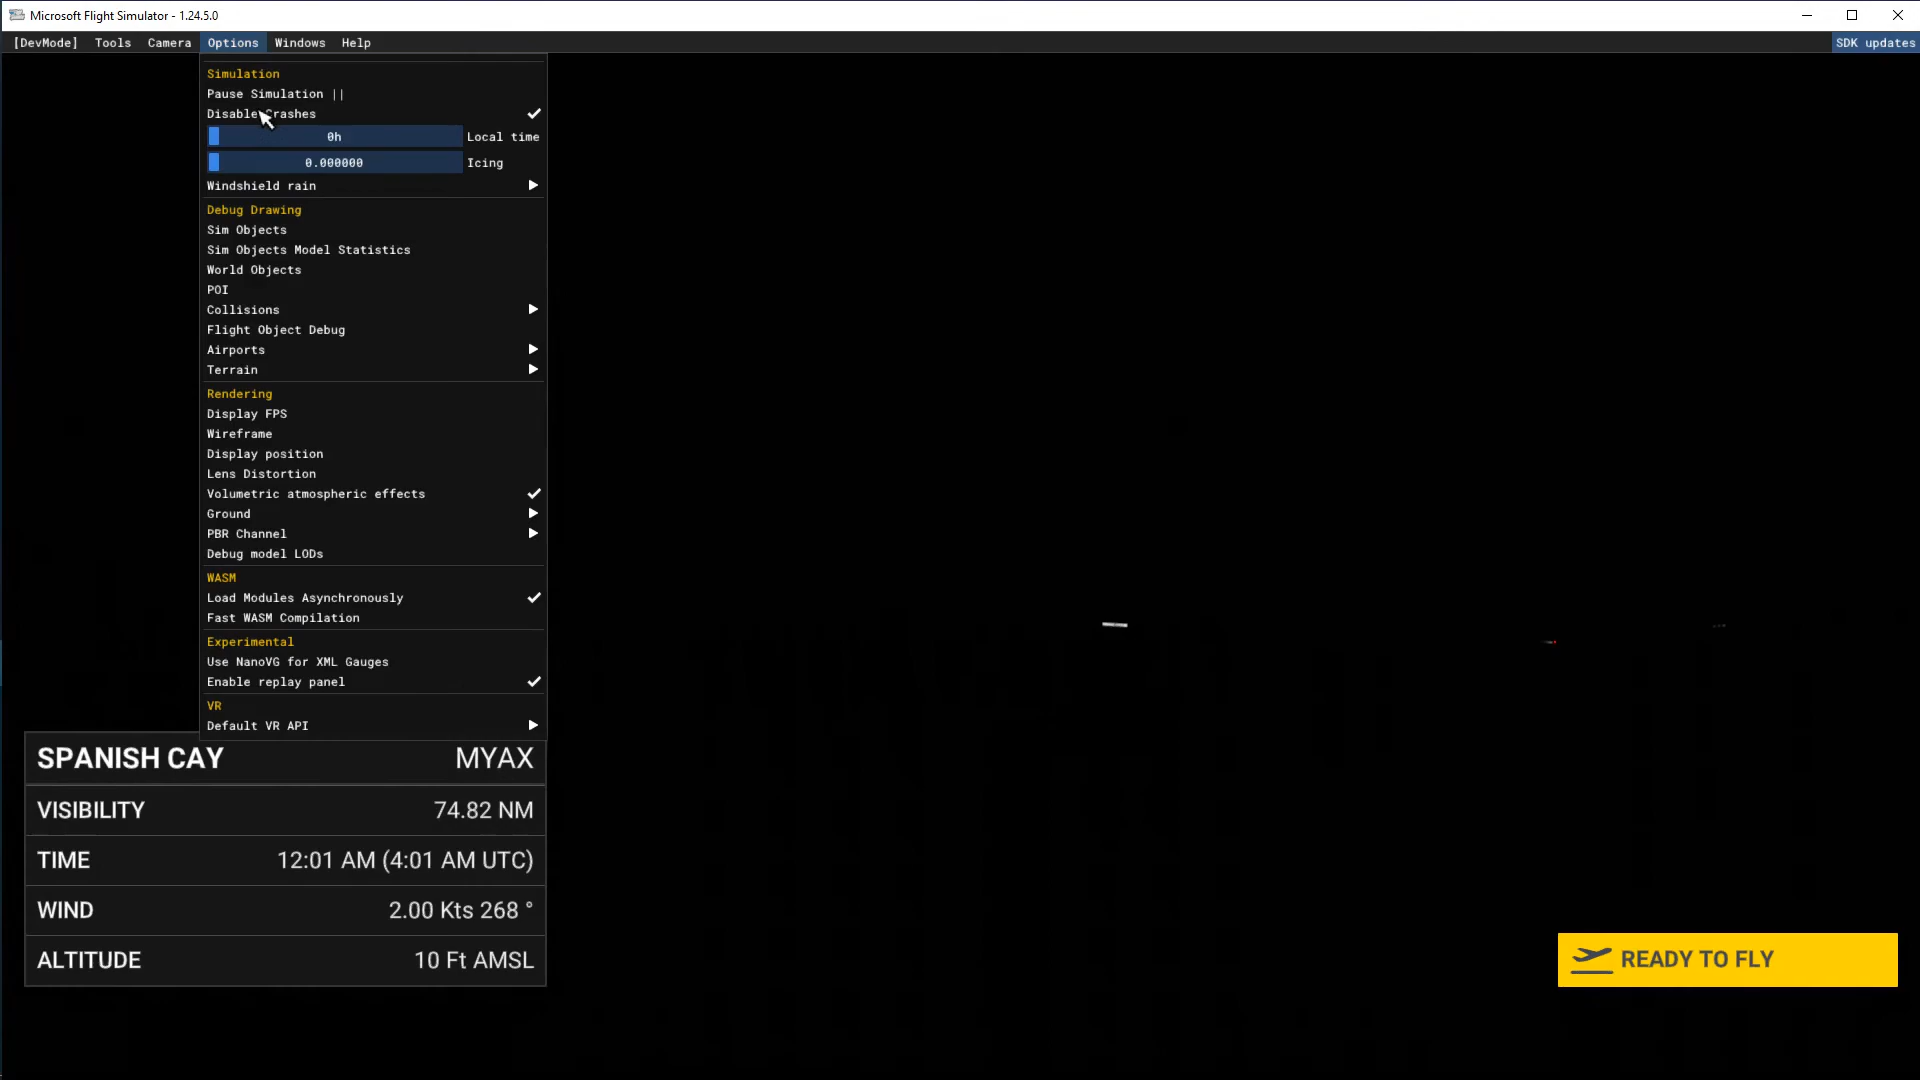 Microsoft Flight Simulator - 1.24.5.0
[DevMode] Tools Camera Options Windows Help SDK updates
Simulation
Pause Simulation ||
Disable Crashes
0h Local time
0.000000 Icing
Windshield rain
Debug Drawing
Sim Objects
Sim Objects Model Statistics
World Objects
POI
Collisions
Flight Object Debug
Airports
Terrain
Rendering
Display FPS
Wireframe
Display position
Lens Distortion
Volumetric atmospheric effects
Ground
PBR Channel
Debug model LODs
WASM
Load Modules Asynchronously
Fast WASM Compilation
Experimental
Use NanoVG for XML Gauges
Enable replay panel
VR
Default VR API
SPANISH CAY MYAX
VISIBILITY 74.82 NM
TIME 12:01 AM (4:01 AM UTC)
WIND 2.00 Kts 268 °
ALTITUDE 10 Ft AMSL
READY TO FLY